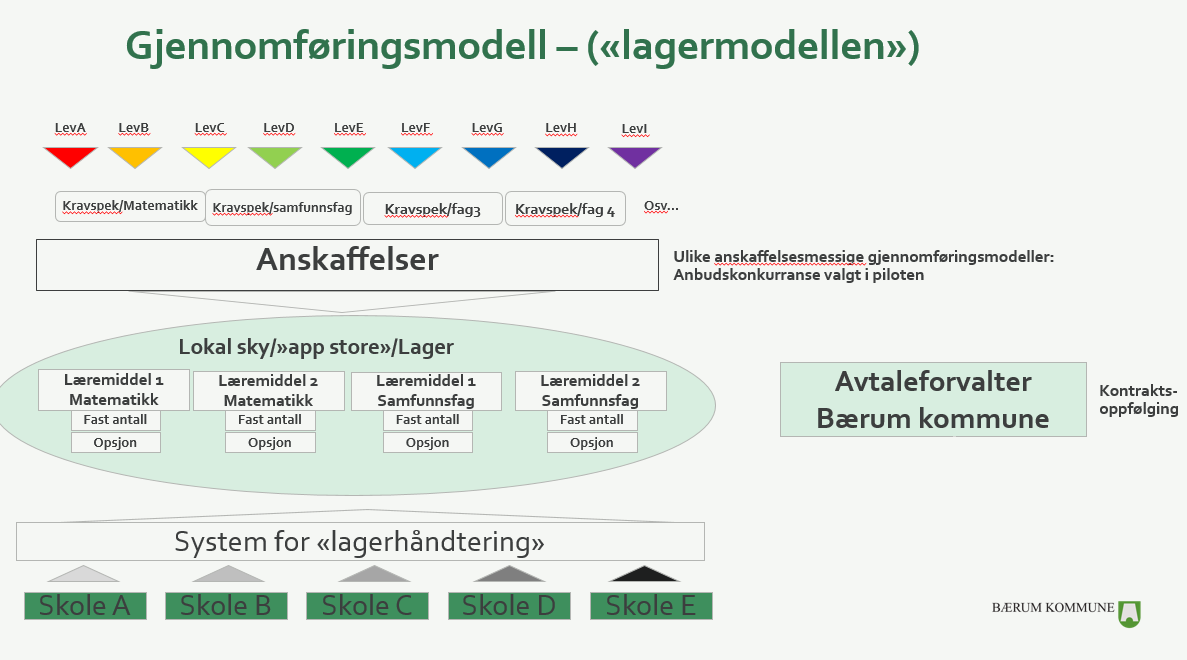 Gjennomføringsmodell – («lagermodellen»)
LevA LevB LevC LevD LevE LevF LevG LevH LevI
Kravspek/Matematikk Kravspek/samfunnsfag Kravspek/fag3 Kravspek/fag 4 Osv...
Anskaffelser
Ulike anskaffelsesmessige gjennomføringsmodeller:
Anbudskonkurranse valgt i piloten
Lokal sky/»app store»/Lager
Læremiddel 1
Matematikk
Fast antall
Opsjon
Læremiddel 2
Matematikk
Fast antall
Opsjon
Læremiddel 1
Samfunnsfag
Fast antall
Opsjon
Læremiddel 2
Samfunnsfag
Fast antall
Opsjon
Avtaleforvalter
Bærum kommune
Kontrakts-
oppfølging
System for «lagerhåndtering»
Skole A Skole B Skole C Skole D Skole E
BÆRUM KOMMUNE